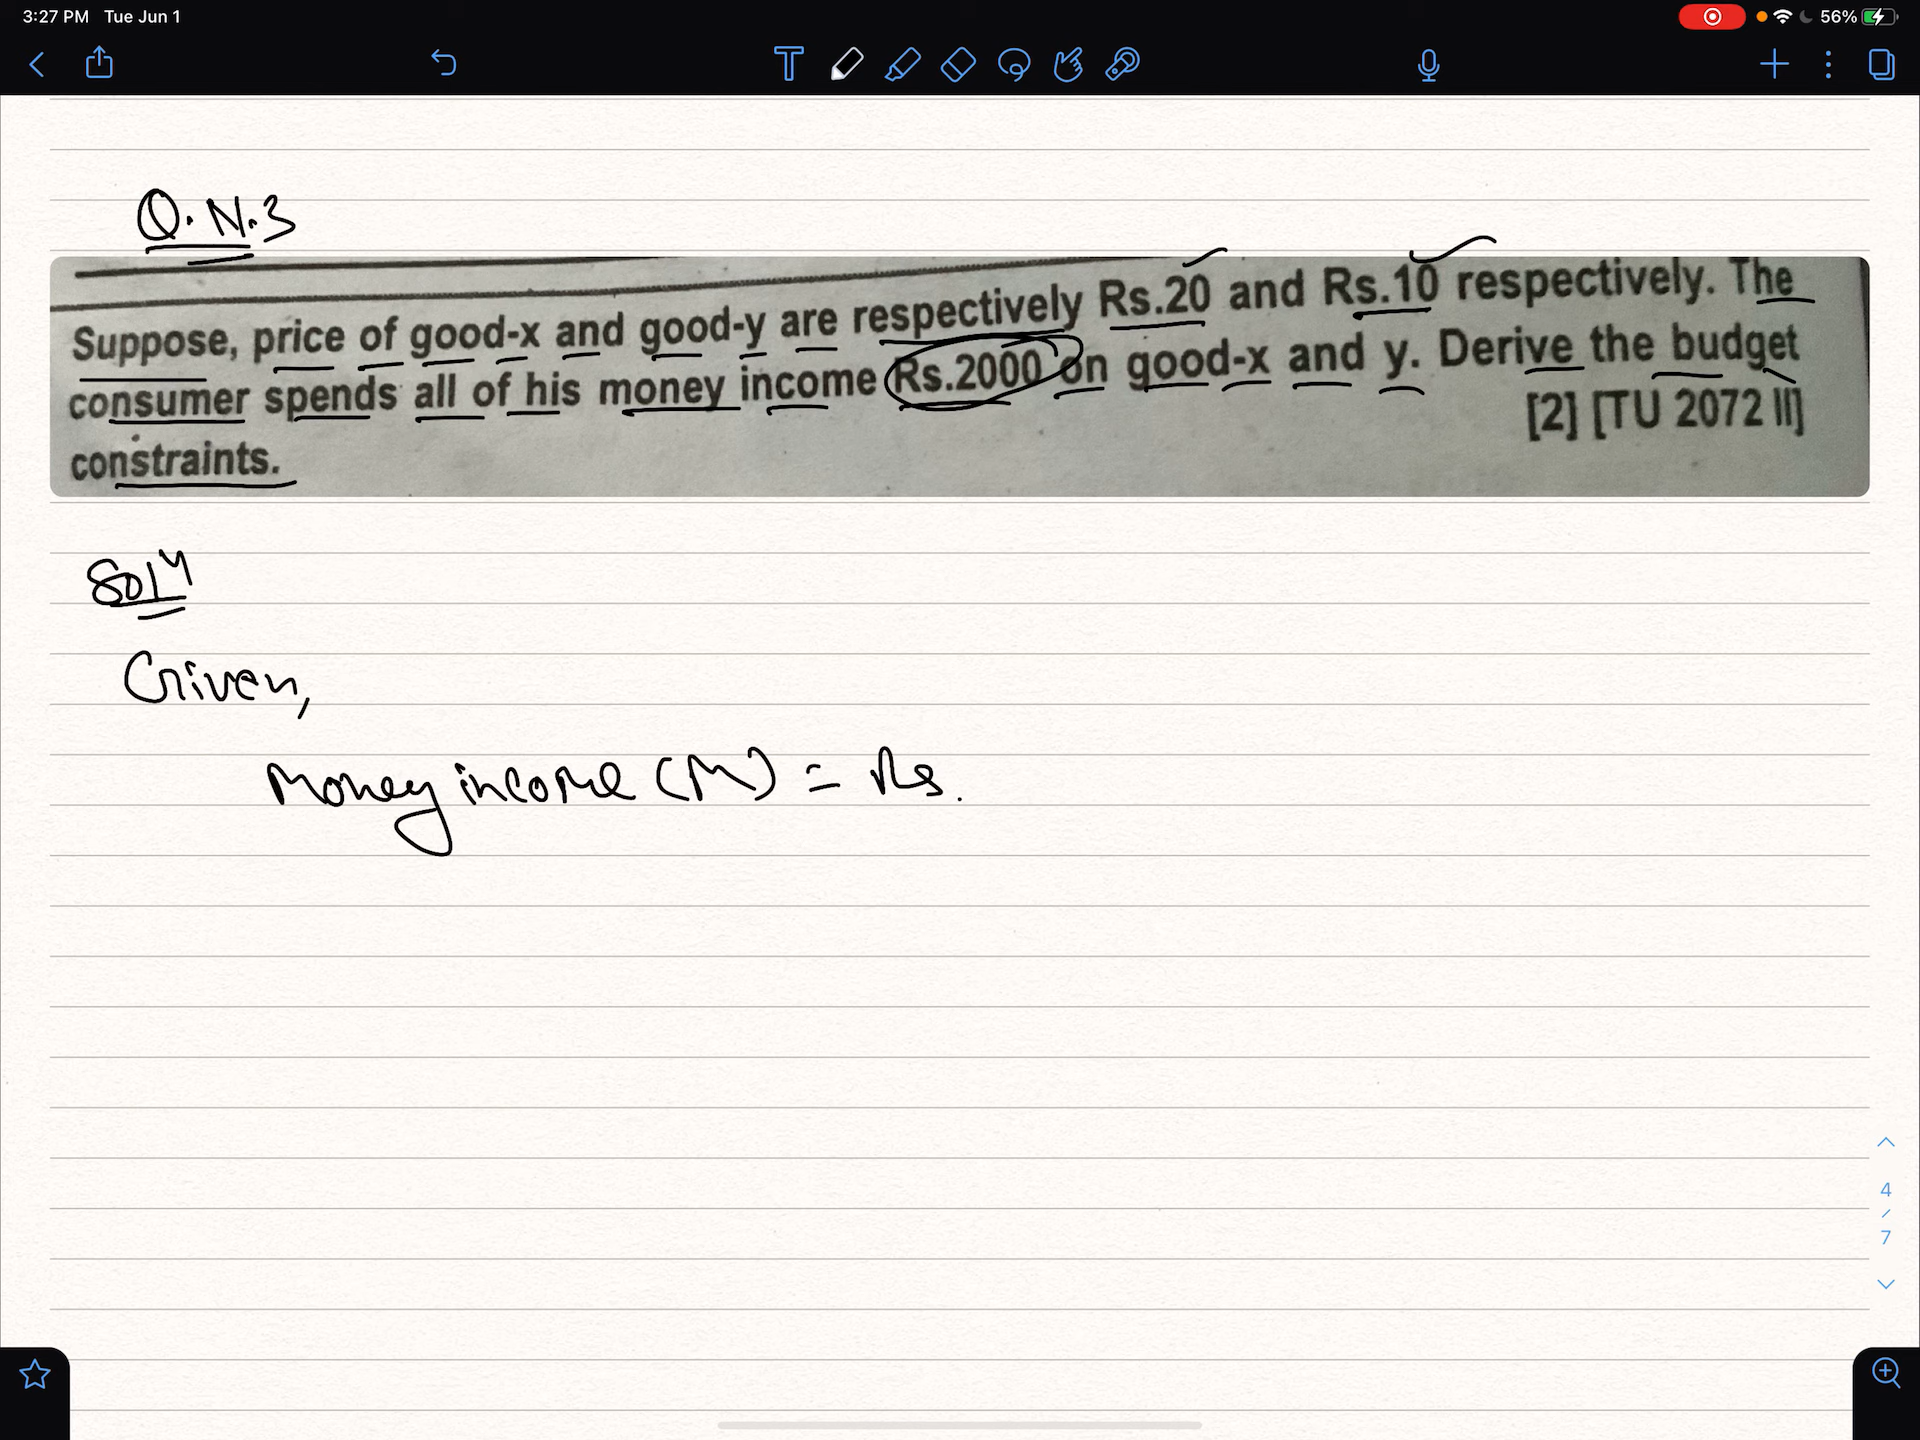 3:27 PM Tue Jun 1
56%
Q.N.3
Suppose, price of good-x and good-y are respectively Rs.20 and Rs.10 respectively. The
consumer spends all of his money income Rs.2000 on good-x and y. Derive the budget
constraints.
[2] [TU 2072 II]
Solⁿ
Given,
Money income (M) = Rs.
4
/
7